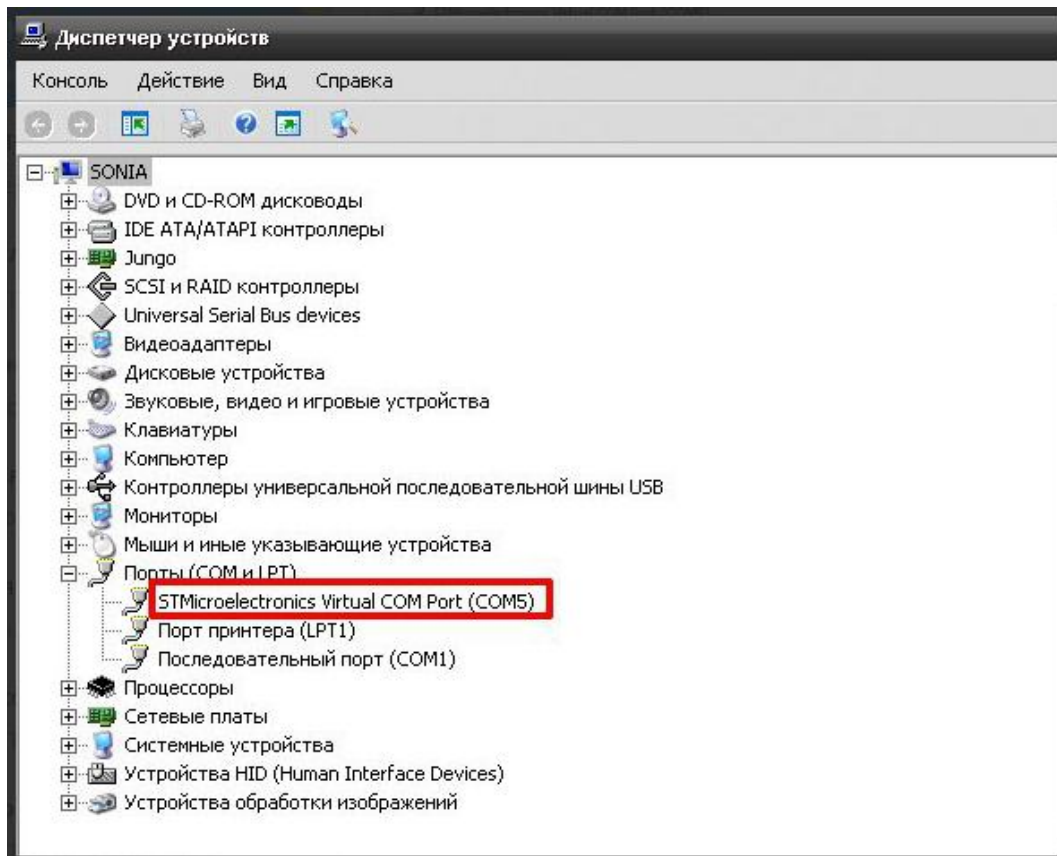 Диспетчер устройств
Консоль Действие Вид Справка
SONIA
DVD и CD-ROM дисководы
IDE ATA/ATAPI контроллеры
Jungo
SCSI и RAID контроллеры
Universal Serial Bus devices
Видеоадаптеры
Дисковые устройства
Звуковые, видео и игровые устройства
Клавиатуры
Компьютер
Контроллеры универсальной последовательной шины USB
Мониторы
Мыши и иные указывающие устройства
Порты (COM и LPT)
STMicroelectronics Virtual COM Port (COM5)
Порт принтера (LPT1)
Последовательный порт (COM1)
Процессоры
Сетевые платы
Системные устройства
Устройства HID (Human Interface Devices)
Устройства обработки изображений